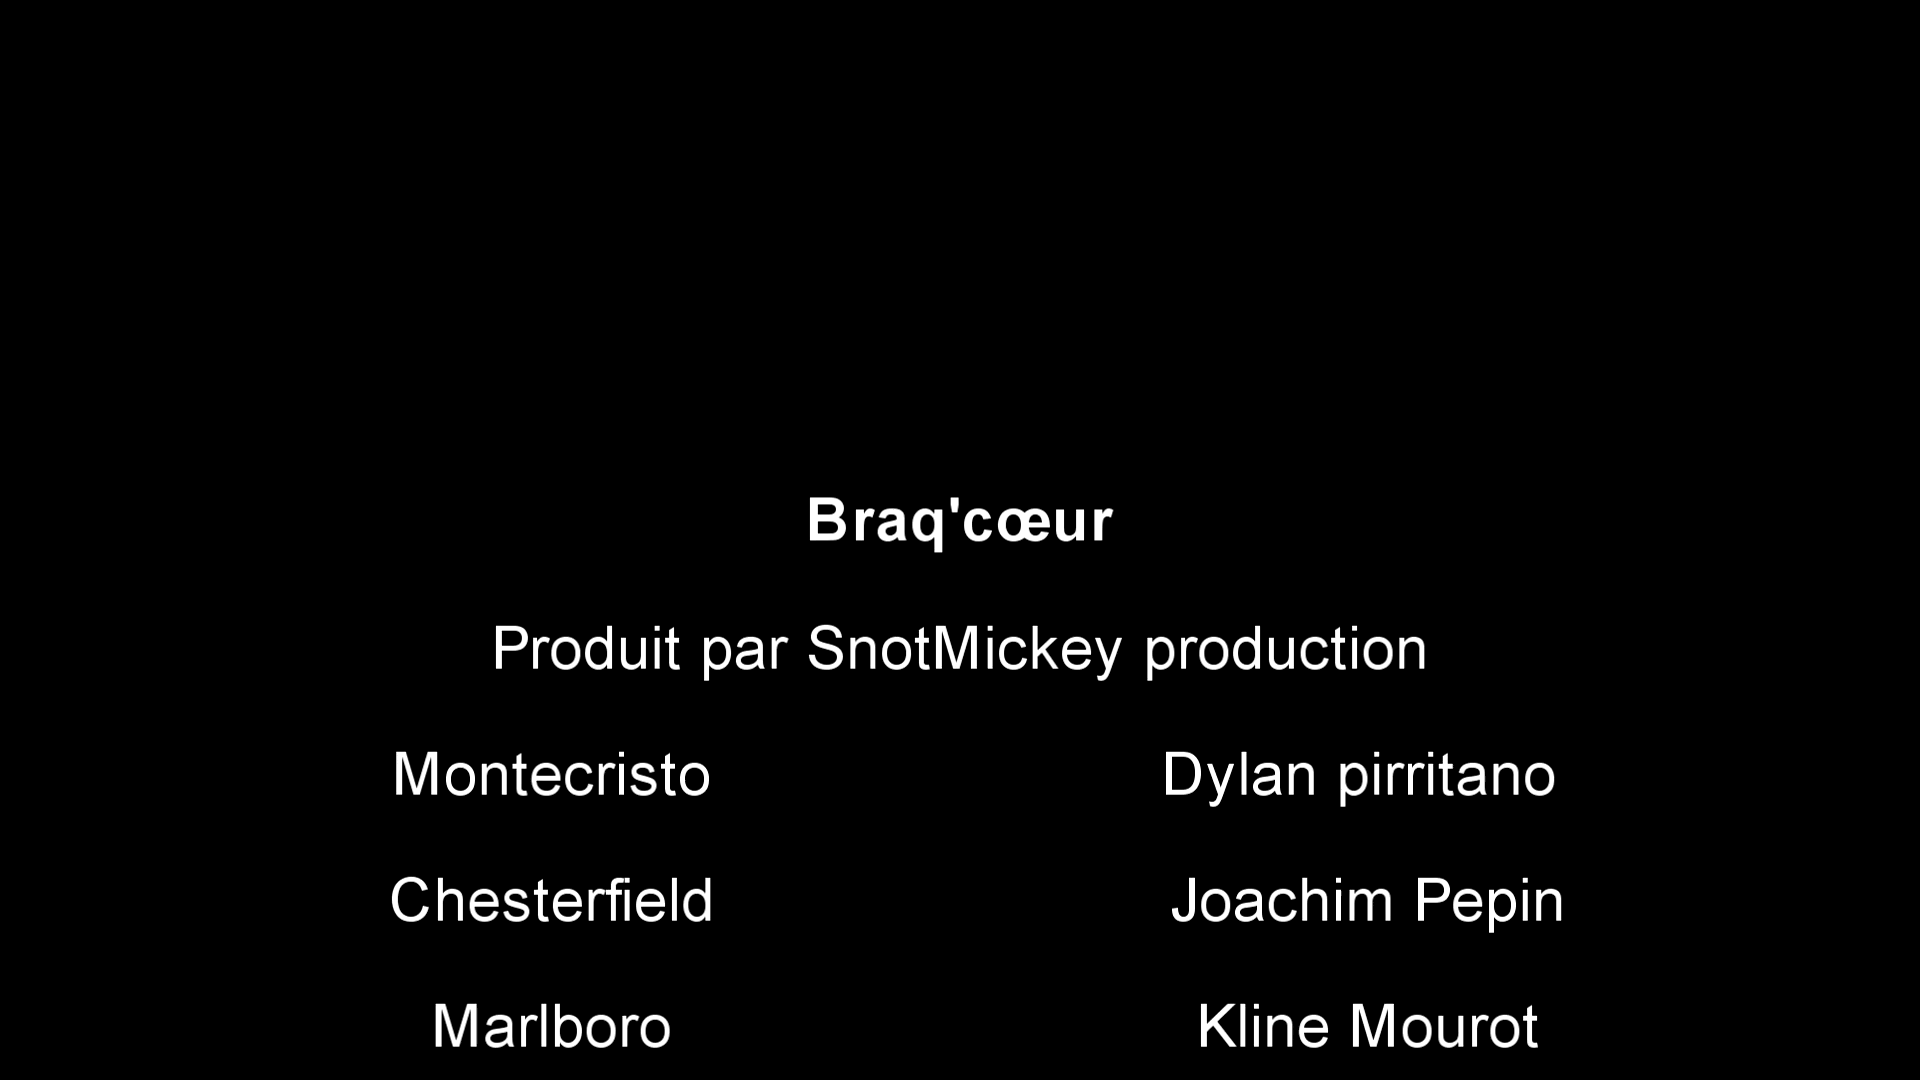 Braq'cœur
Produit par SnotMickey production
Montecristo Dylan pirritano
Chesterfield Joachim Pepin
Marlboro Kline Mourot